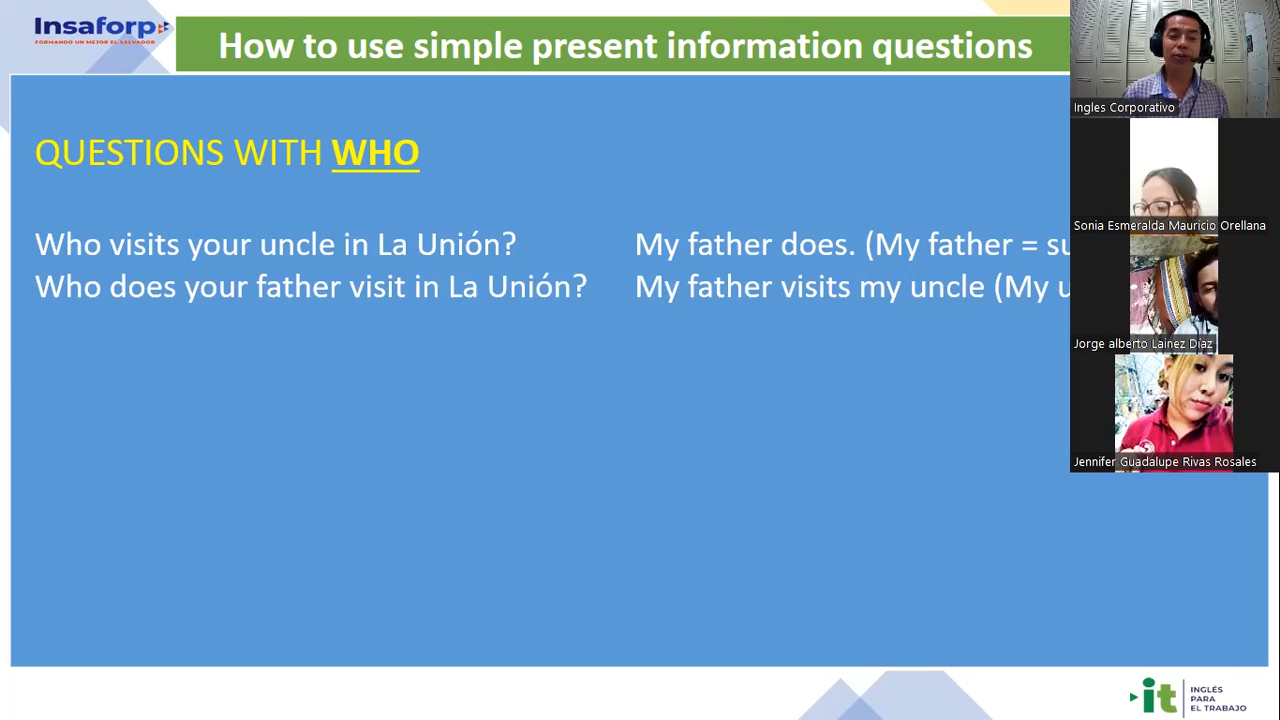 Insaforp
FORMANDO UN MEJOR EL SALVADOR
How to use simple present information questions
Ingles Corporativo
QUESTIONS WITH WHO
Sonia Esmeralda Mauricio Orellana
Who visits your uncle in La Unión?
My father does. (My father =
Who does your father visit in La Unión?
My father visits my uncle (My
Jorge alberto Lainez Diaz
Jennifer Guadalupe Rivas Rosales
it
INGLÉS
PARA
EL TRABAJO